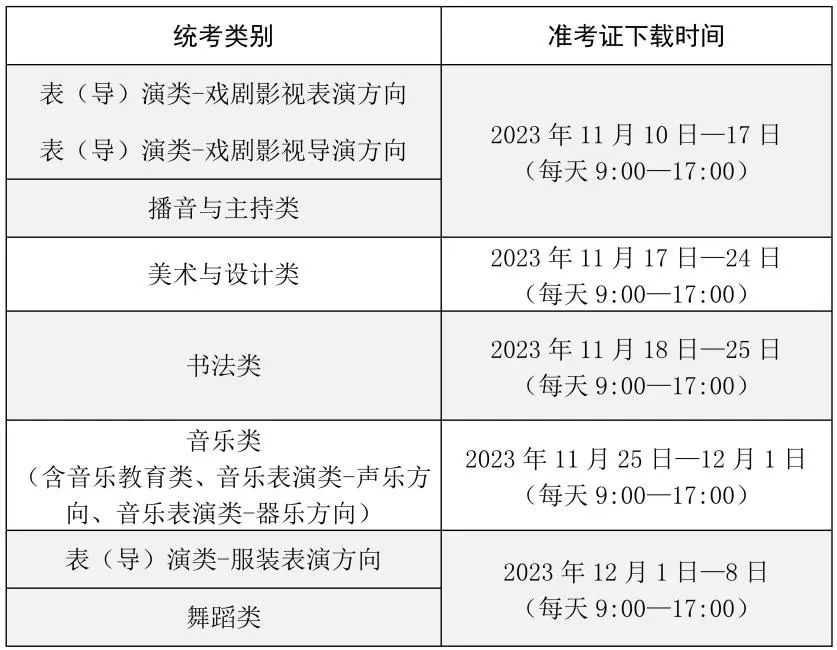 统考类别
准考证下载时间
表（导）演类-戏剧影视表演方向
表（导）演类-戏剧影视导演方向
播音与主持类
2023 年 11 月 10 日—17 日
（每天 9:00—17:00）
美术与设计类
2023 年 11 月 17 日—24 日
（每天 9:00—17:00）
书法类
2023 年 11 月 18 日—25 日
（每天 9:00—17:00）
音乐类
（含音乐教育类、音乐表演类-声乐方
向、音乐表演类-器乐方向）
2023 年 11 月 25 日—12 月 1 日
（每天 9:00—17:00）
表（导）演类-服装表演方向
舞蹈类
2023 年 12 月 1 日—8 日
（每天 9:00—17:00）